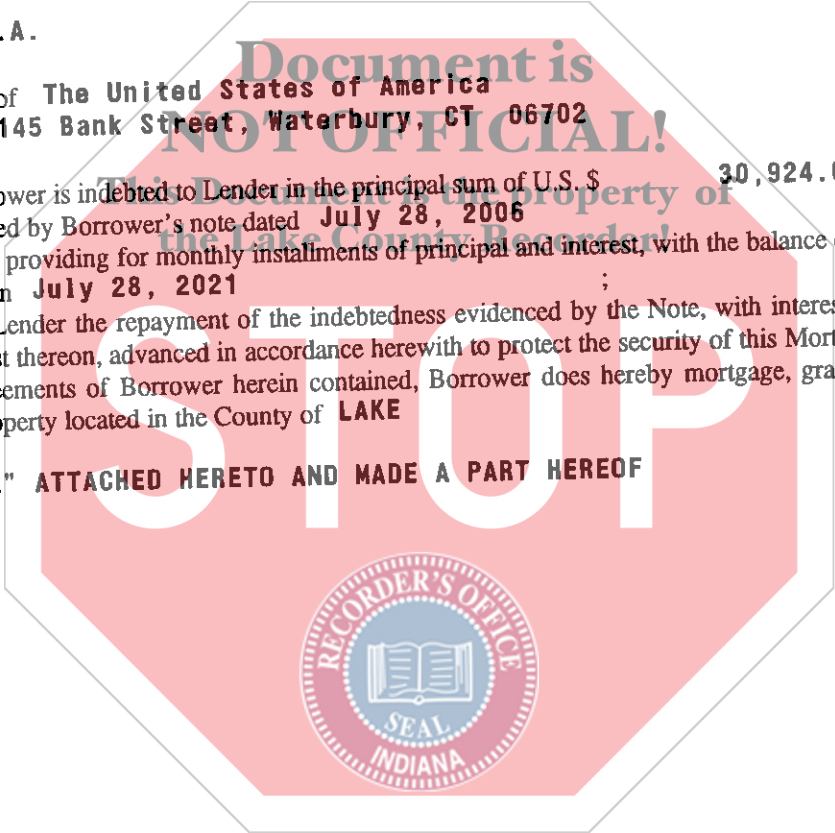 .A.
Document is
of The United States of America
145 Bank Street, Waterbury, CT 06702
NOT OFFICIAL!
ower is indebted to Lender in the principal sum of U.S. $ 30,924.0
This Document is the property of
ed by Borrower's note dated July 28, 2006
the Lake County Recorder!
providing for monthly installments of principal and interest, with the balance
n July 28, 2021 ;
Lender the repayment of the indebtedness evidenced by the Note, with interes
st thereon, advanced in accordance herewith to protect the security of this Mort
eements of Borrower herein contained, Borrower does hereby mortgage, gra
operty located in the County of LAKE
" ATTACHED HERETO AND MADE A PART HEREOF
STOP
RECORDER'S OFFICE
SEAL
INDIANA